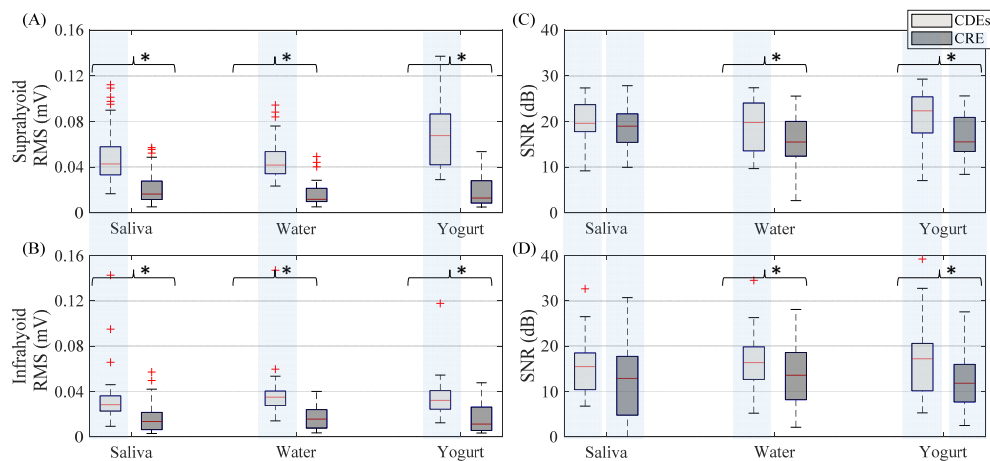 (A)
0.16
0.12
0.08
0.04
0
Suprahyoid
RMS (mV)
*
*
*
Saliva
Water
Yogurt
(C)
40
30
20
10
0
SNR (dB)
*
*
CDEs
CRE
Saliva
Water
Yogurt
(B)
0.16
0.12
0.08
0.04
0
Infrahyoid
RMS (mV)
*
*
*
Saliva
Water
Yogurt
(D)
40
30
20
10
0
SNR (dB)
*
*
Saliva
Water
Yogurt